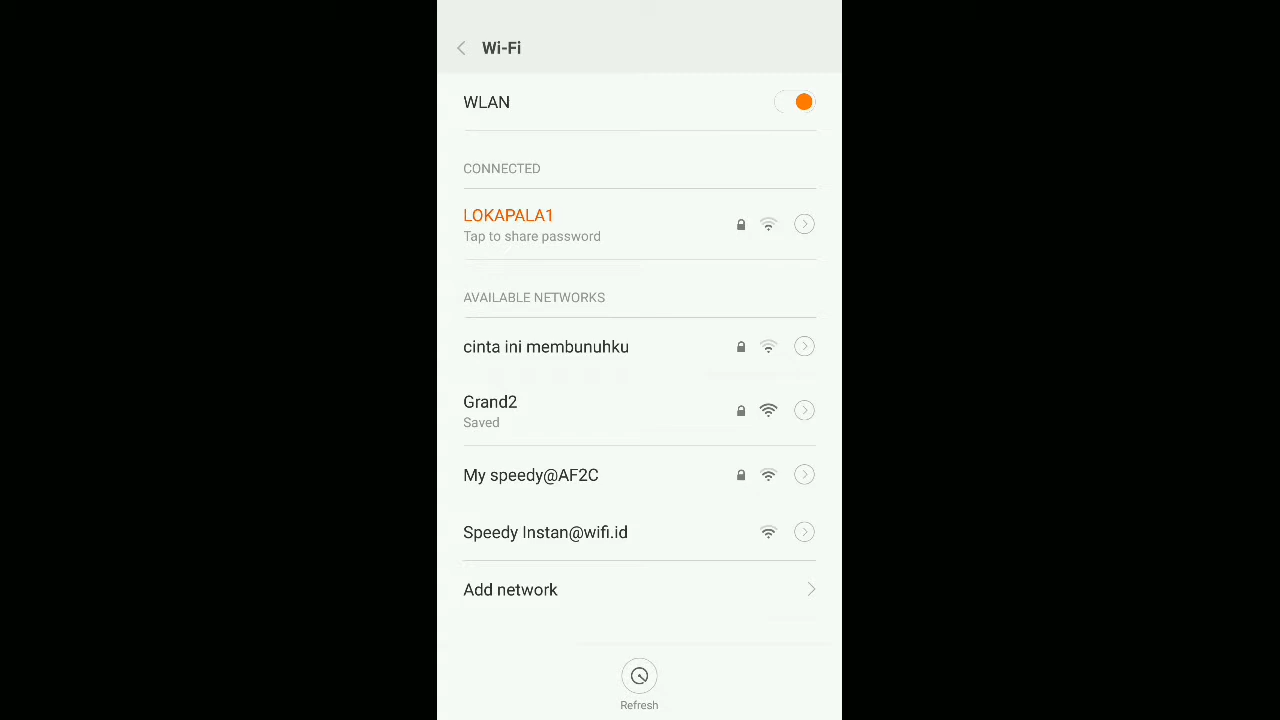 Wi-Fi
WLAN
CONNECTED
LOKAPALA1
Tap to share password
AVAILABLE NETWORKS
cinta ini membunuhku
Grand2
Saved
My speedy@AF2C
Speedy Instan@wifi.id
Add network
Refresh